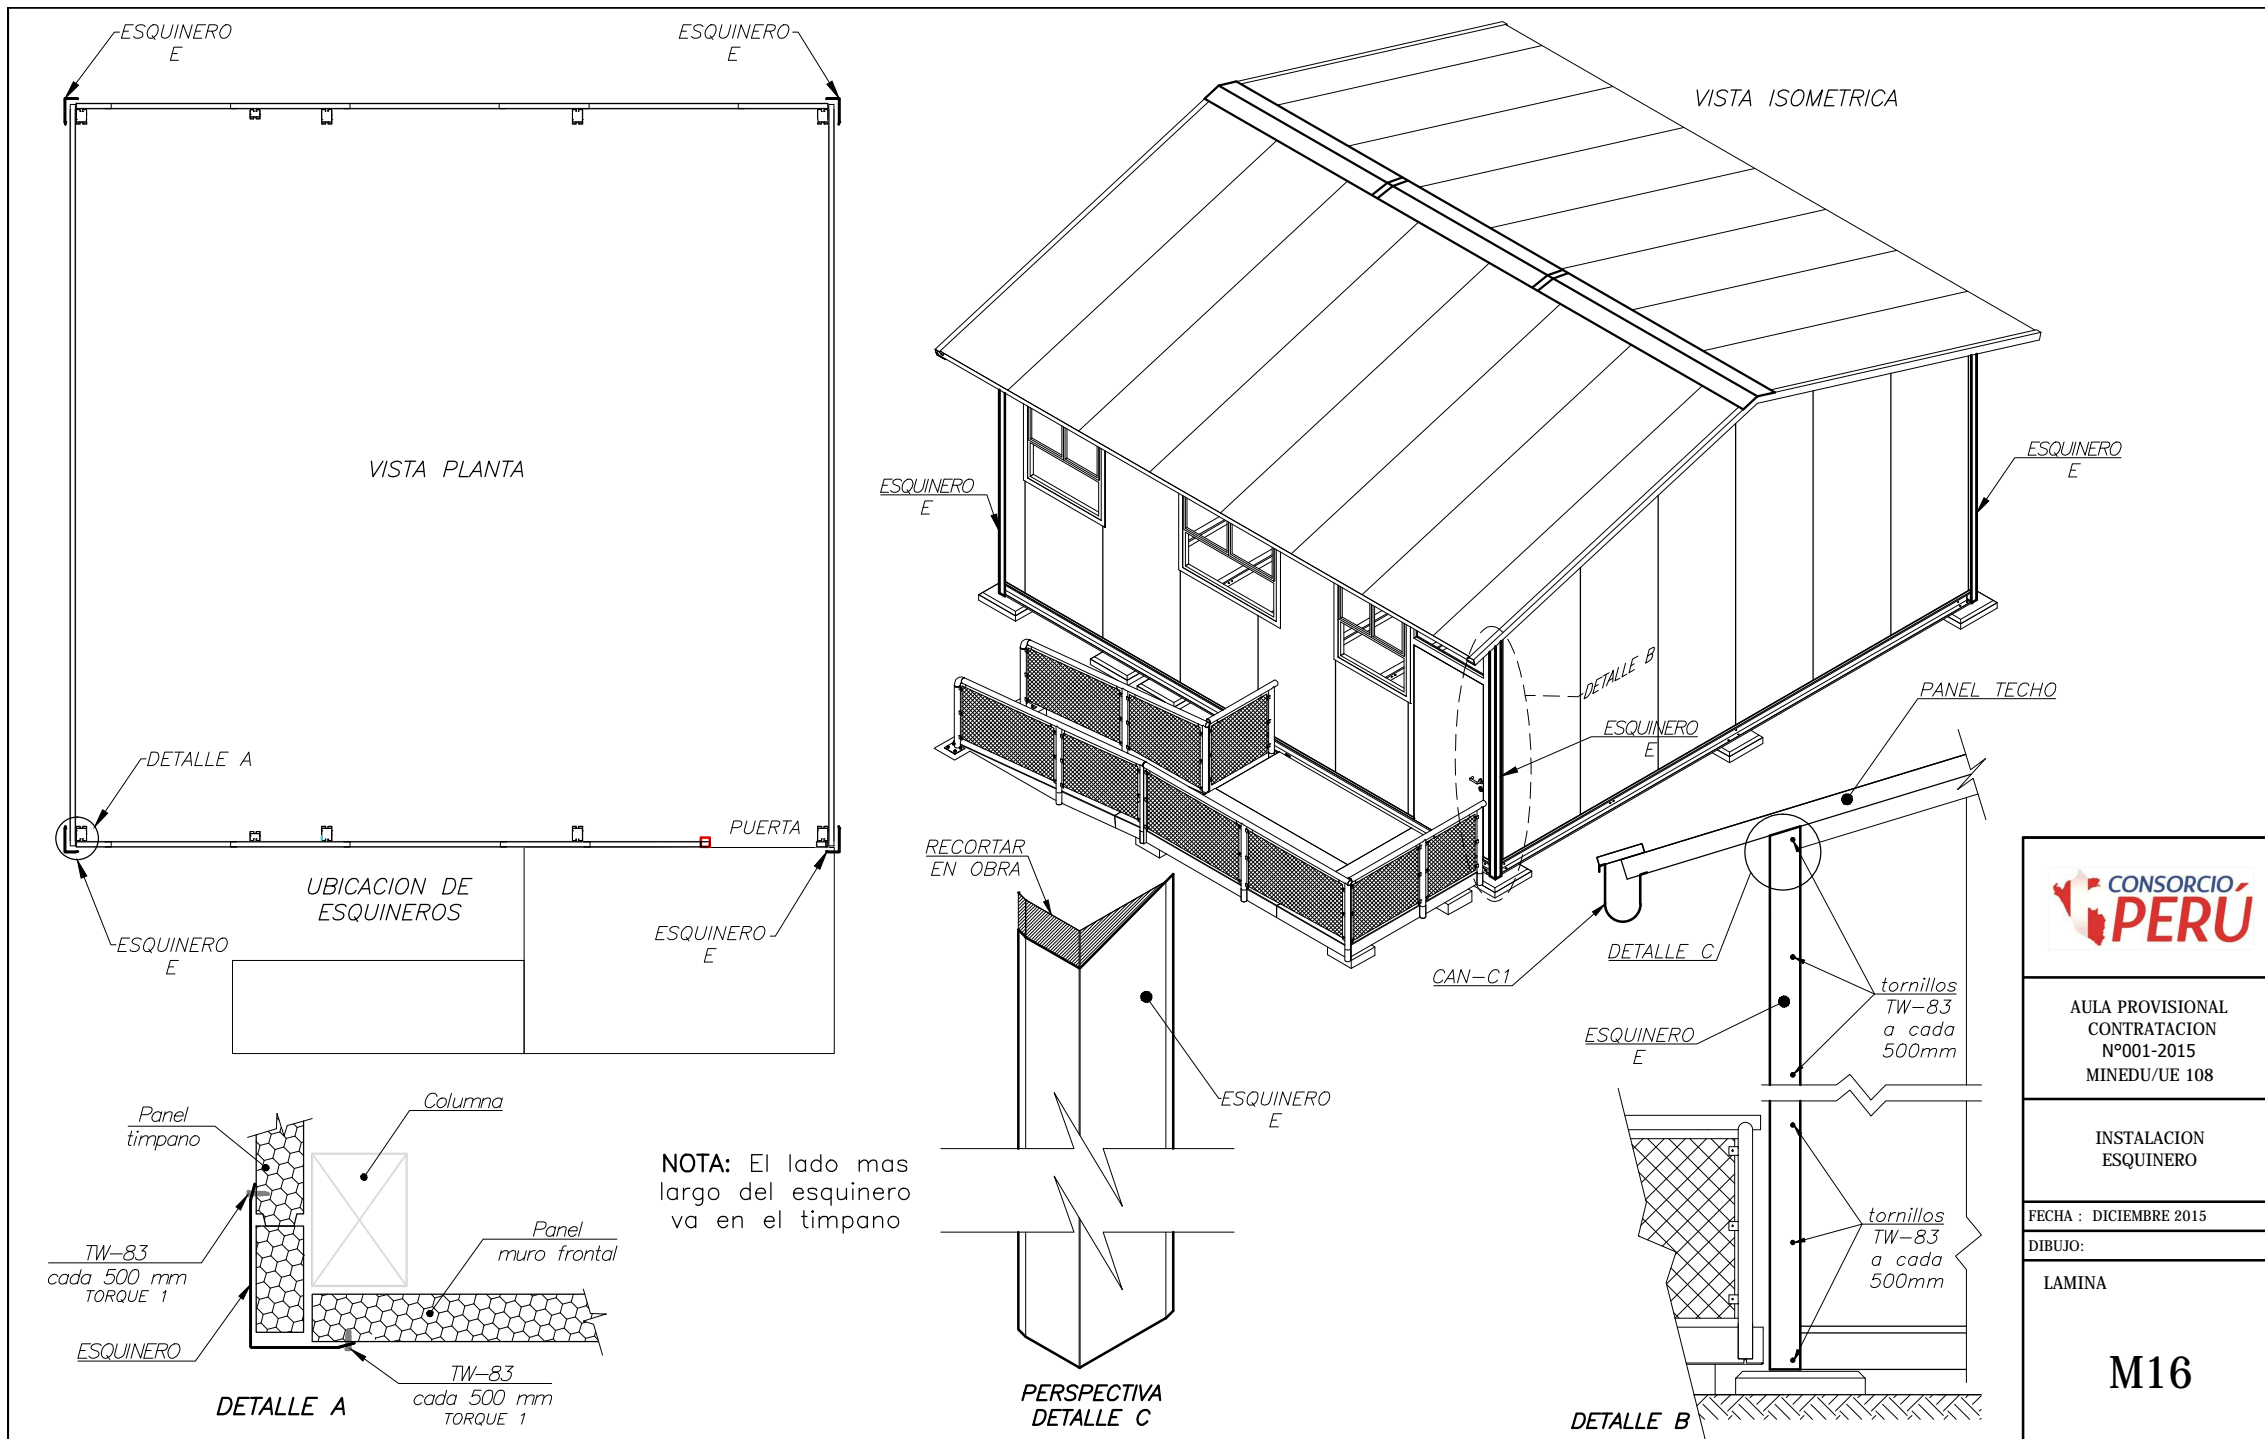 ESQUINERO
E
ESQUINERO
E
VISTA PLANTA
DETALLE A
PUERTA
UBICACION DE
ESQUINEROS
ESQUINERO
E
ESQUINERO
E
VISTA ISOMETRICA
ESQUINERO
E
ESQUINERO
E
DETALLE B
ESQUINERO
E
PANEL TECHO
RECORTAR
EN OBRA
CAN-C1
DETALLE C
ESQUINERO
E
tornillos
TW-83
a cada
500mm
tornillos
TW-83
a cada
500mm
DETALLE B
ESQUINERO
E
PERSPECTIVA
DETALLE C
NOTA: El lado mas
largo del esquinero
va en el timpano
Panel
timpano
Columna
Panel
muro frontal
TW-83
cada 500 mm
TORQUE 1
ESQUINERO
TW-83
cada 500 mm
TORQUE 1
DETALLE A
CONSORCIO
PERÚ
AULA PROVISIONAL
CONTRATACION
Nº001-2015
MINEDU/UE 108
INSTALACION
ESQUINERO
FECHA : DICIEMBRE 2015
DIBUJO:
LAMINA
M16